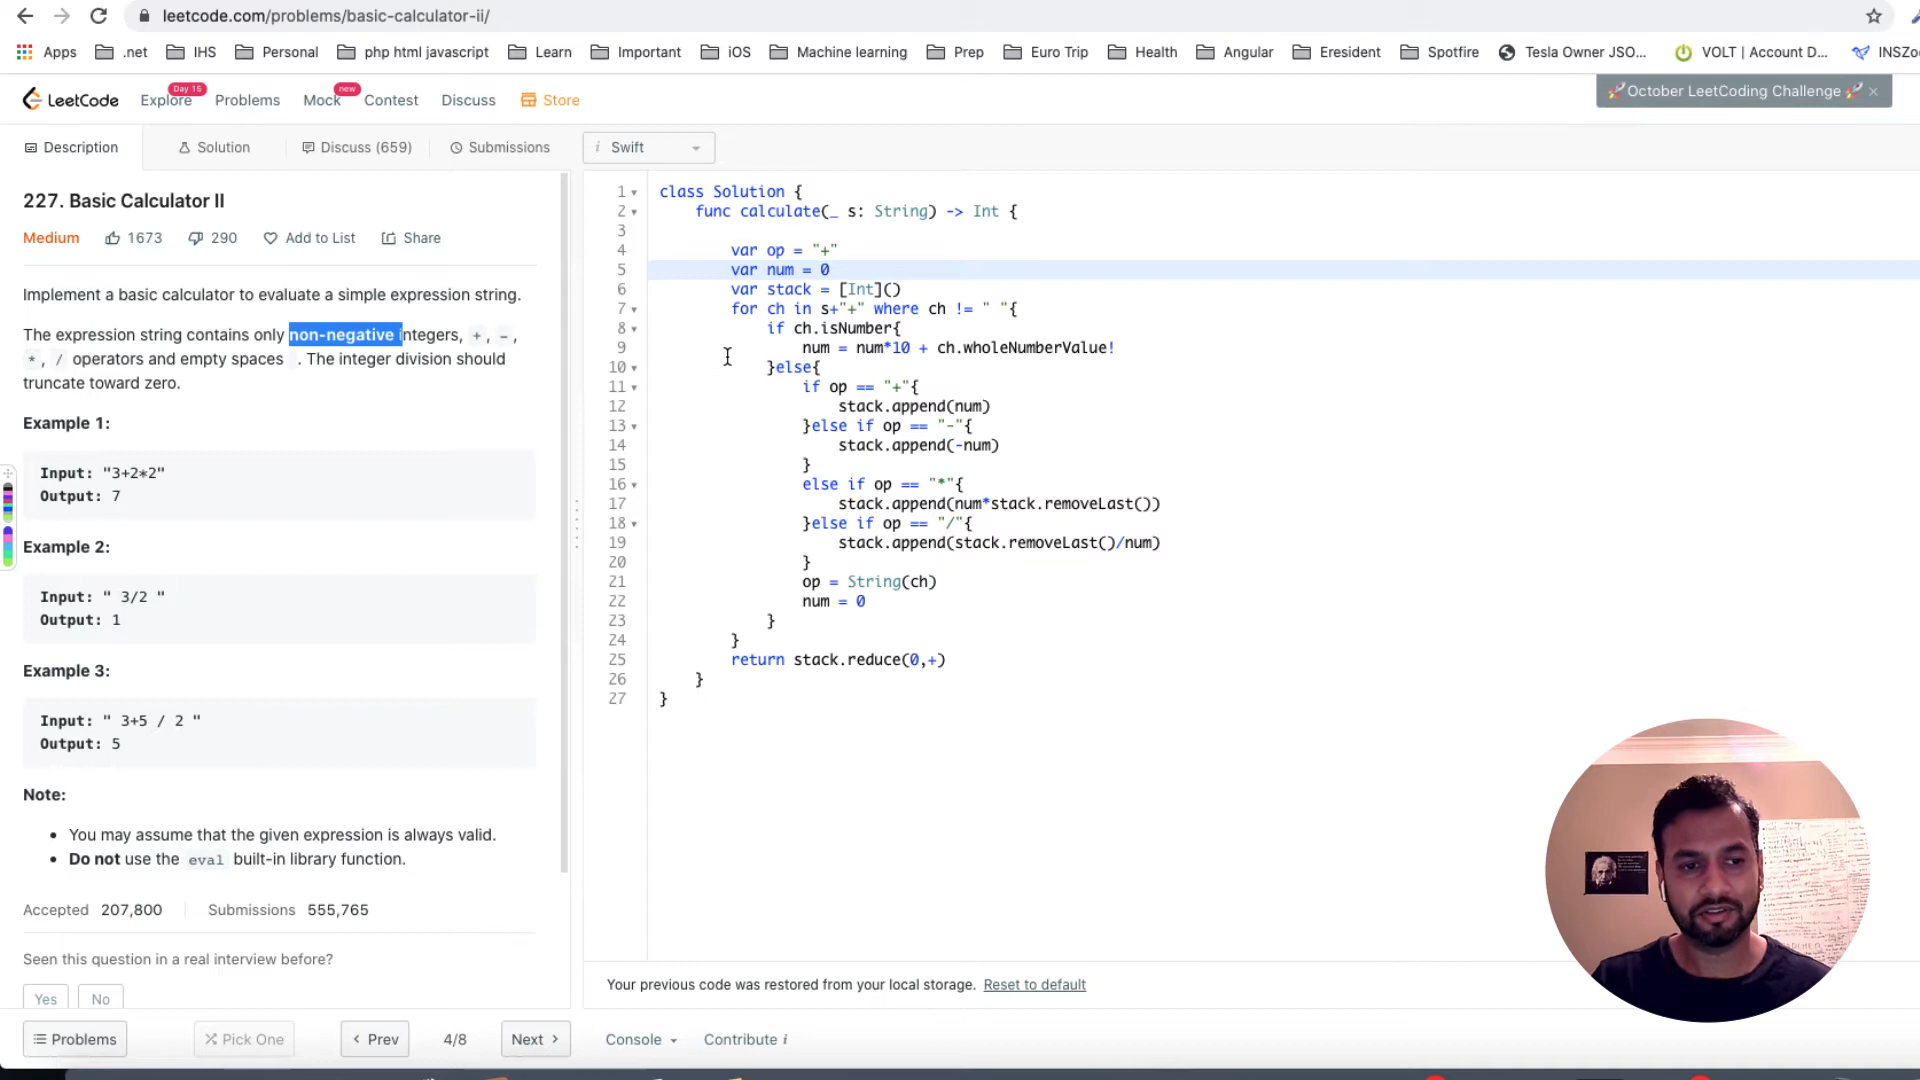 leetcode.com/problems/basic-calculator-ii/
Apps .net IHS Personal php html javascript Learn Important iOS Machine learning Prep Euro Trip Health Angular Eresident Spotfire Tesla Owner JSO... VOLT | Account D... INSZo
LeetCode Explore Day 15 Problems Mock new Contest Discuss Store
🚀October LeetCoding Challenge 🚀 ×
Description Solution Discuss (659) Submissions
i Swift
227. Basic Calculator II
Medium 1673 290 Add to List Share
Implement a basic calculator to evaluate a simple expression string.
The expression string contains only non-negative integers, + , - ,
* , / operators and empty spaces . The integer division should
truncate toward zero.
Example 1:
Input: "3+2*2"
Output: 7
Example 2:
Input: " 3/2 "
Output: 1
Example 3:
Input: " 3+5 / 2 "
Output: 5
Note:
• You may assume that the given expression is always valid.
• Do not use the eval built-in library function.
Accepted 207,800 Submissions 555,765
Seen this question in a real interview before?
Yes No
1 class Solution {
2 func calculate(_ s: String) -> Int {
3
4 var op = "+"
5 var num = 0
6 var stack = [Int]()
7 for ch in s+"+" where ch != " "{
8 if ch.isNumber{
9 num = num*10 + ch.wholeNumberValue!
10 }else{
11 if op == "+"{
12 stack.append(num)
13 }else if op == "-"{
14 stack.append(-num)
15 }
16 else if op == "*"{
17 stack.append(num*stack.removeLast())
18 }else if op == "/"{
19 stack.append(stack.removeLast()/num)
20 }
21 op = String(ch)
22 num = 0
23 }
24 }
25 return stack.reduce(0,+)
26 }
27 }
Your previous code was restored from your local storage. Reset to default
Problems Pick One < Prev 4/8 Next > Console Contribute i